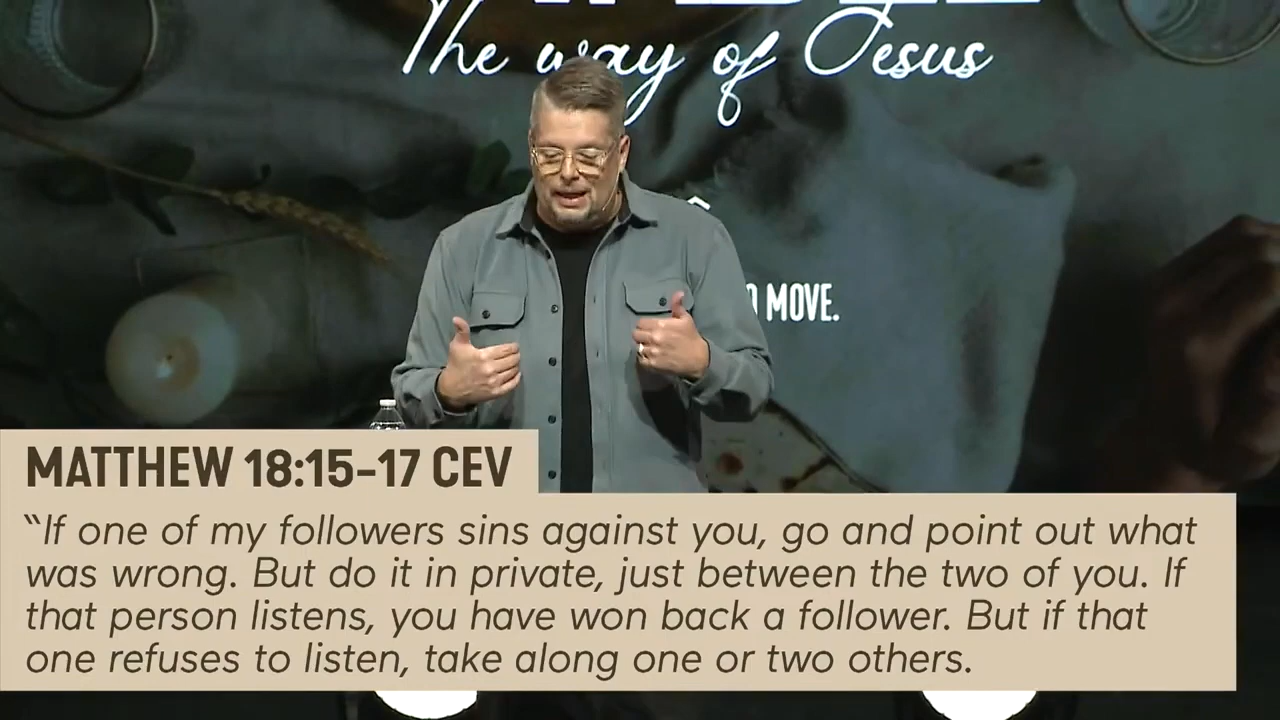 The way of Jesus
MOVE.
MATTHEW 18:15-17 CEV
“If one of my followers sins against you, go and point out what
was wrong. But do it in private, just between the two of you. If
that person listens, you have won back a follower. But if that
one refuses to listen, take along one or two others.